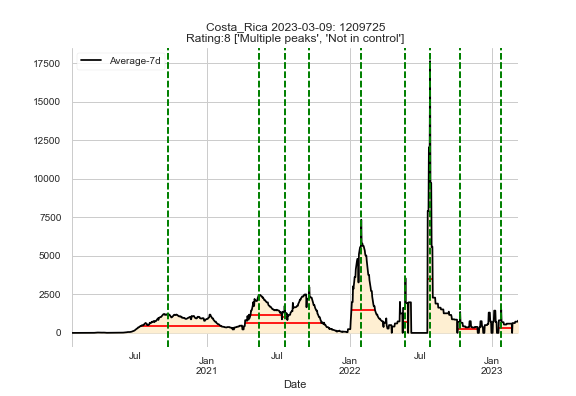 Costa_Rica 2023-03-09: 1209725
Rating:8 ['Multiple peaks', 'Not in control']
Average-7d
17500
15000
12500
10000
7500
5000
2500
0
Jul
Jan
2021
Jul
Jan
2022
Jul
Jan
2023
Date